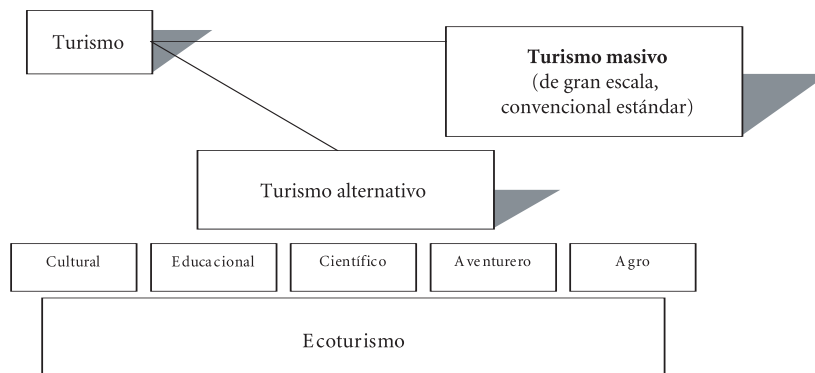 Turismo
Turismo masivo
(de gran escala,
convencional estándar)
Turismo alternativo
Cultural
Educacional
Científico
Aventurero
Agro
Ecoturismo